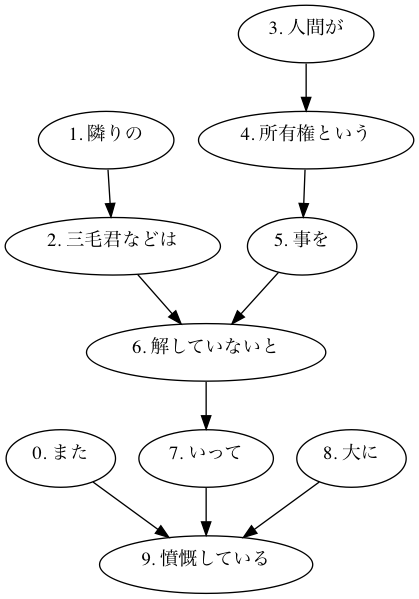 3. 人間が
1. 隣りの
4. 所有権という
2. 三毛君などは
5. 事を
6. 解していないと
0. また
7. いって
8. 大に
9. 憤慨している